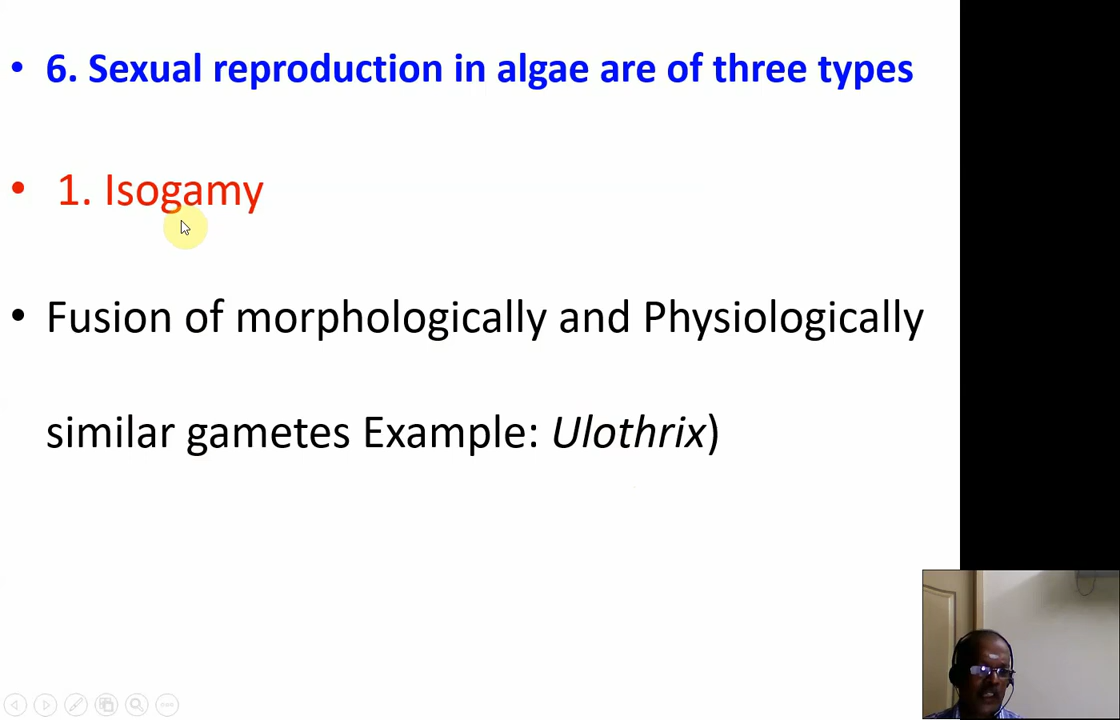 • 6. Sexual reproduction in algae are of three types
• 1. Isogamy
• Fusion of morphologically and Physiologically
similar gametes Example: Ulothrix)